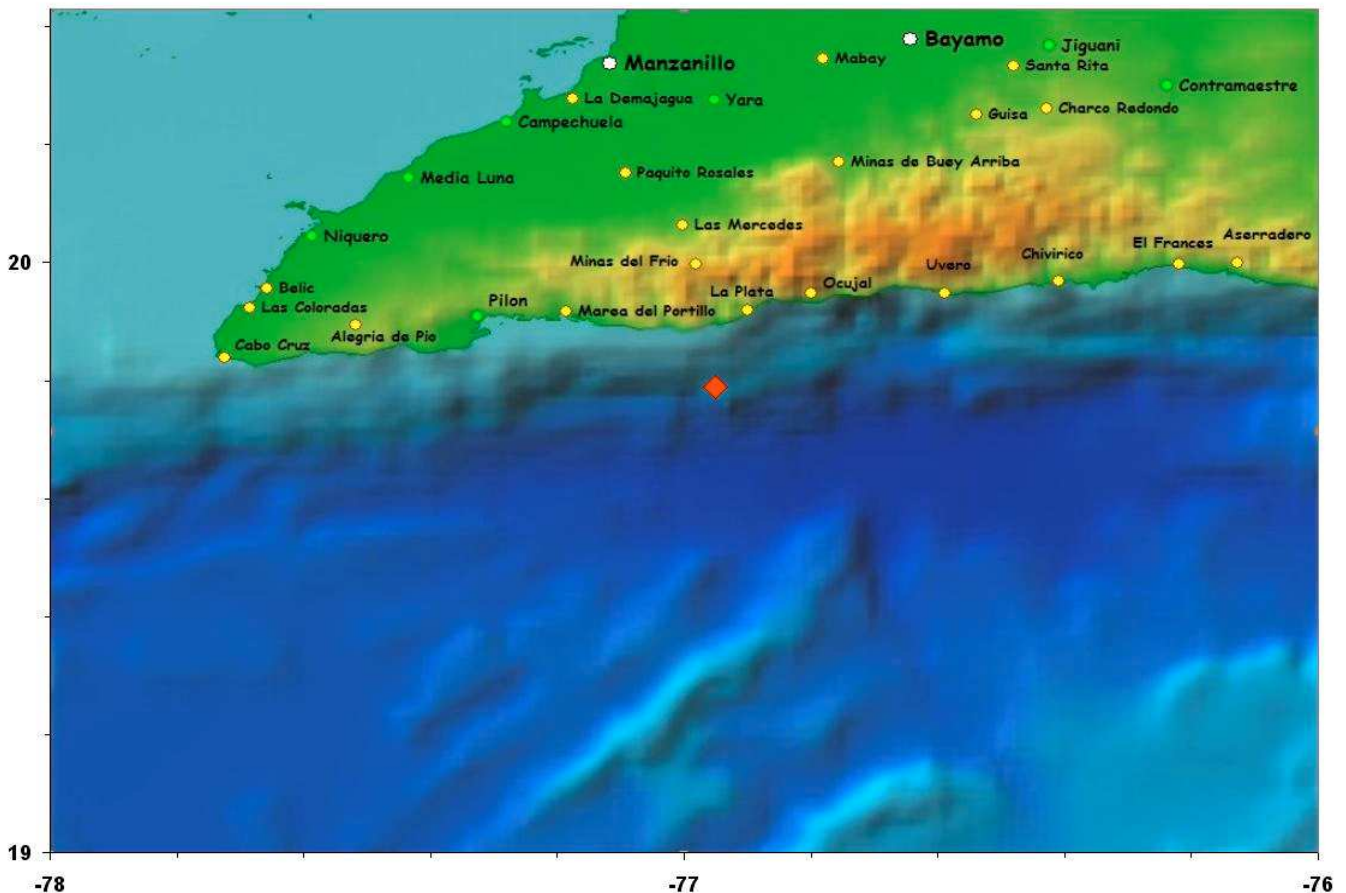 Bayamo
Jiguani
Manzanillo
Mabay
Santa Rita
Contramaestre
La Demajagua
Yara
Charco Redondo
Guisa
Campechuela
Minas de Buey Arriba
Paquito Rosales
Media Luna
Las Mercedes
Niquero
Aserradero
El Frances
Chivirico
20
Minas del Frio
Uvero
Belic
Ocujal
La Plata
Pilon
Las Coloradas
Marea del Portillo
Alegria de Pio
Cabo Cruz
19
-78
-77
-76